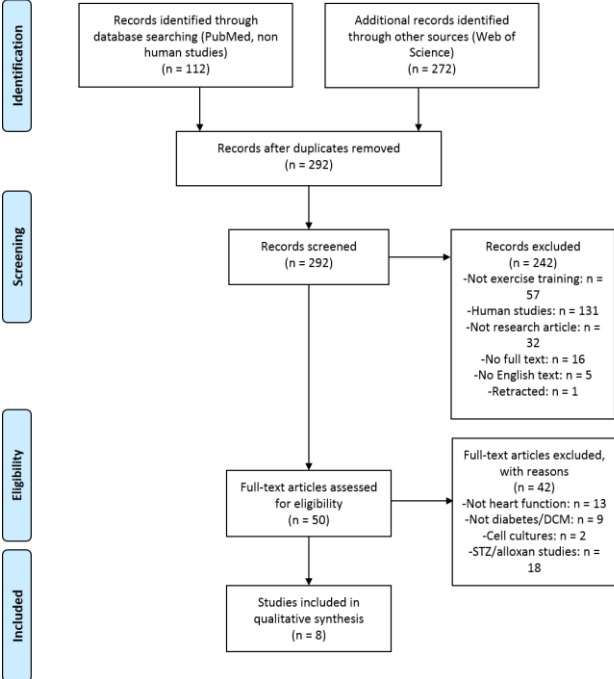 Identification
Records identified through
database searching (PubMed, non
human studies)
(n = 112)
Additional records identified
through other sources (Web of
Science)
(n = 272)
Records after duplicates removed
(n = 292)
Screening
Records screened
(n = 292)
Records excluded
(n = 242)
-Not exercise training: n =
57
-Human studies: n = 131
-Not research article: n =
32
-No full text: n = 16
-No English text: n = 5
-Retracted: n = 1
Eligibility
Full-text articles assessed
for eligibility
(n = 50)
Full-text articles excluded,
with reasons
(n = 42)
-Not heart function: n = 13
-Not diabetes/DCM: n = 9
-Cell cultures: n = 2
-STZ/alloxan studies: n =
18
Included
Studies included in
qualitative synthesis
(n = 8)